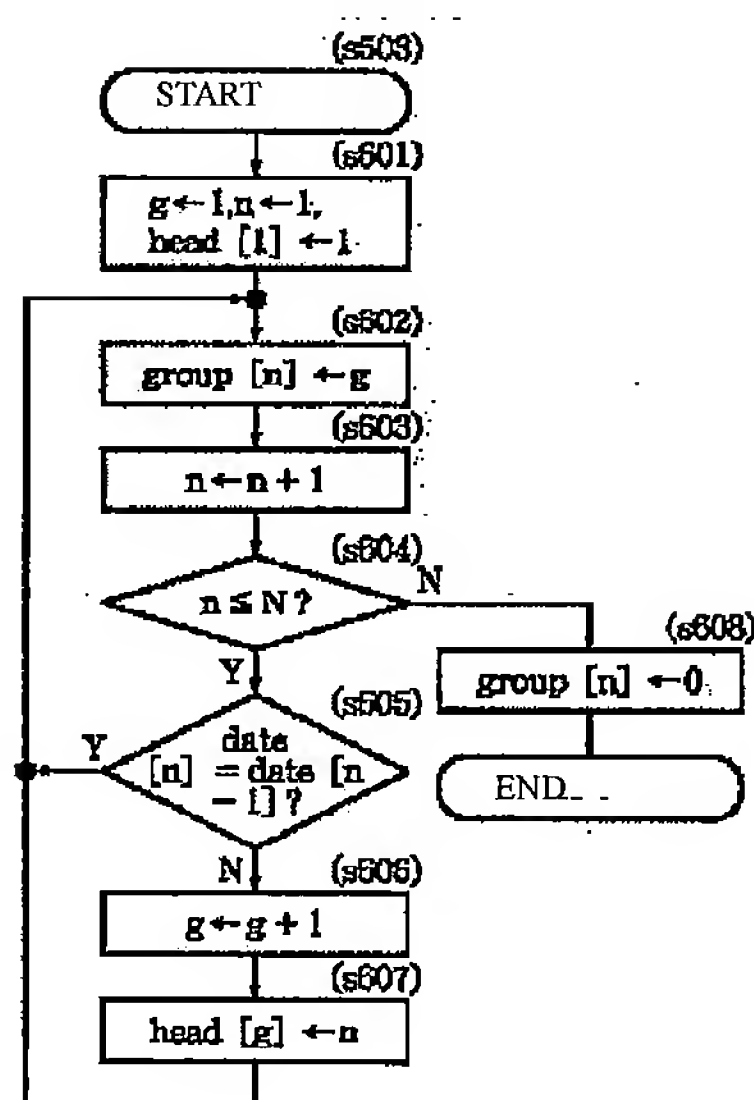 (s503)
START
(s601)
g←1,n←1,
head [1] ←1
(s602)
group [n] ←g
(s603)
n←n+1
(s604)
n≤N?
N
Y
(s608)
group [n] ←0
END
(s605)
date
[n] =date [n
-1]?
Y
N
(s606)
g←g+1
(s607)
head [g] ←n